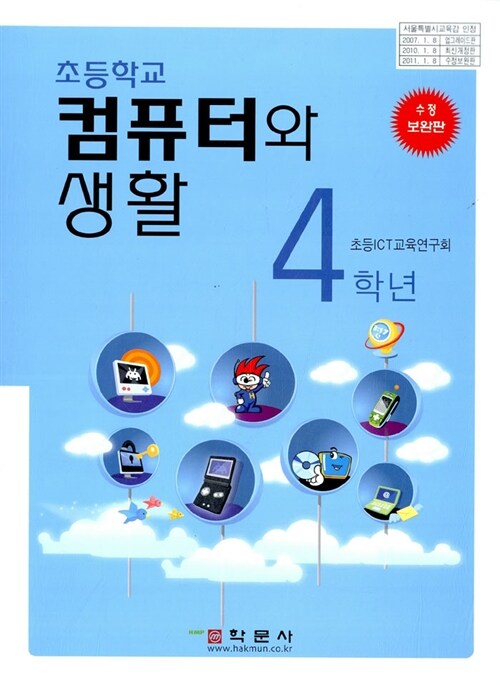 서울특별시교육감 인정
2007. 1. 8 업그레이드판
2010. 1. 8 최신개정판
2011. 1. 8 수정보완판
초등학교
컴퓨터와
생활
수정
보완판
4
초등ICT교육연구회
학년
학문사
www.hakmun.co.kr